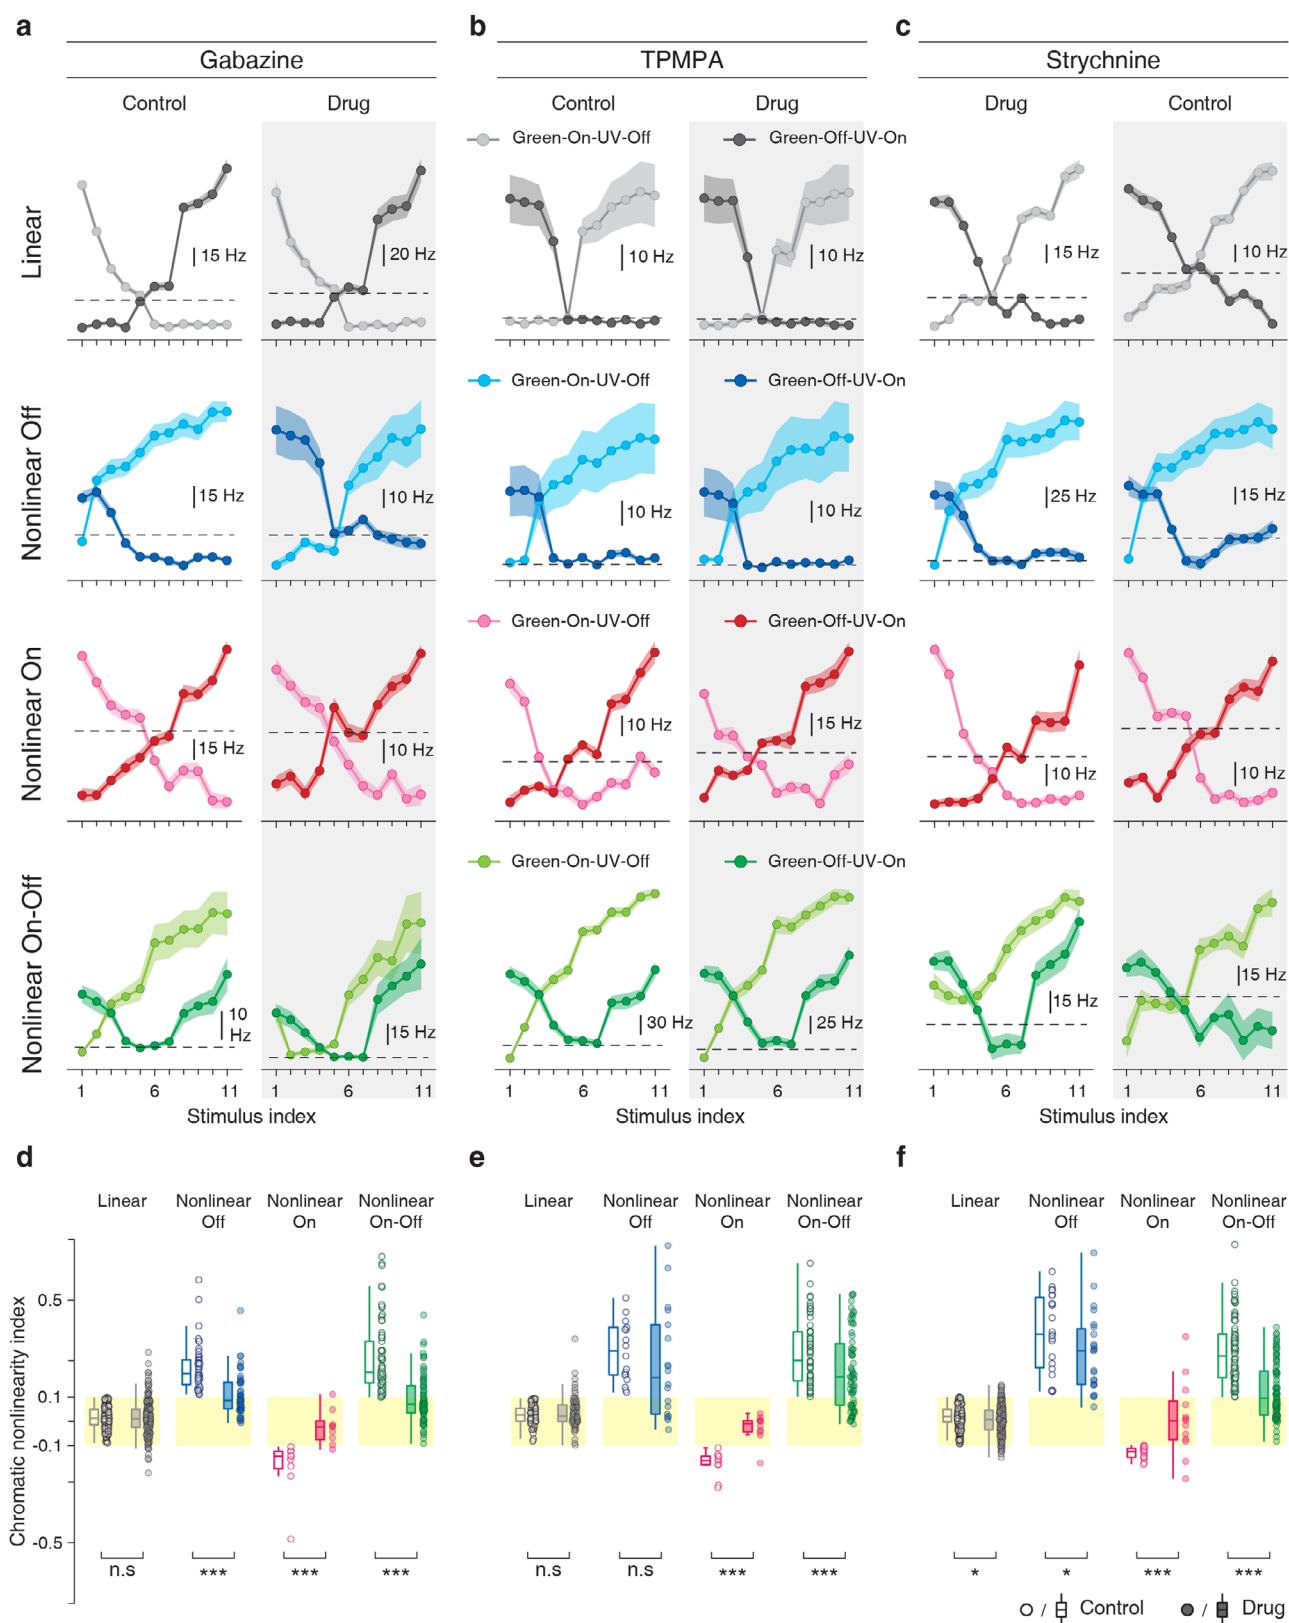 a b c
Gabazine TPMPA Strychnine
Control Drug Control Drug Drug Control
Green-On-UV-Off Green-Off-UV-On
Linear
15 Hz 20 Hz 10 Hz 10 Hz 15 Hz 10 Hz
Green-On-UV-Off Green-Off-UV-On
Nonlinear Off
15 Hz 10 Hz 10 Hz 10 Hz 25 Hz 15 Hz
Green-On-UV-Off Green-Off-UV-On
Nonlinear On
15 Hz 10 Hz 10 Hz 15 Hz 10 Hz 10 Hz
Green-On-UV-Off Green-Off-UV-On
Nonlinear On-Off
10 Hz 15 Hz 30 Hz 25 Hz 15 Hz 15 Hz
1 6 11 6 11 1 6 11 1 6 11 1 6 11 1 6 11
Stimulus index Stimulus index Stimulus index
d e f
Linear Nonlinear Nonlinear Nonlinear Linear Nonlinear Nonlinear Nonlinear Linear Nonlinear Nonlinear Nonlinear
Off On On-Off Off On On-Off Off On On-Off
Chromatic nonlinearity index
0.5
0.1
-0.1
-0.5
n.s *** *** *** n.s n.s *** *** * * *** ***
/ Control / Drug